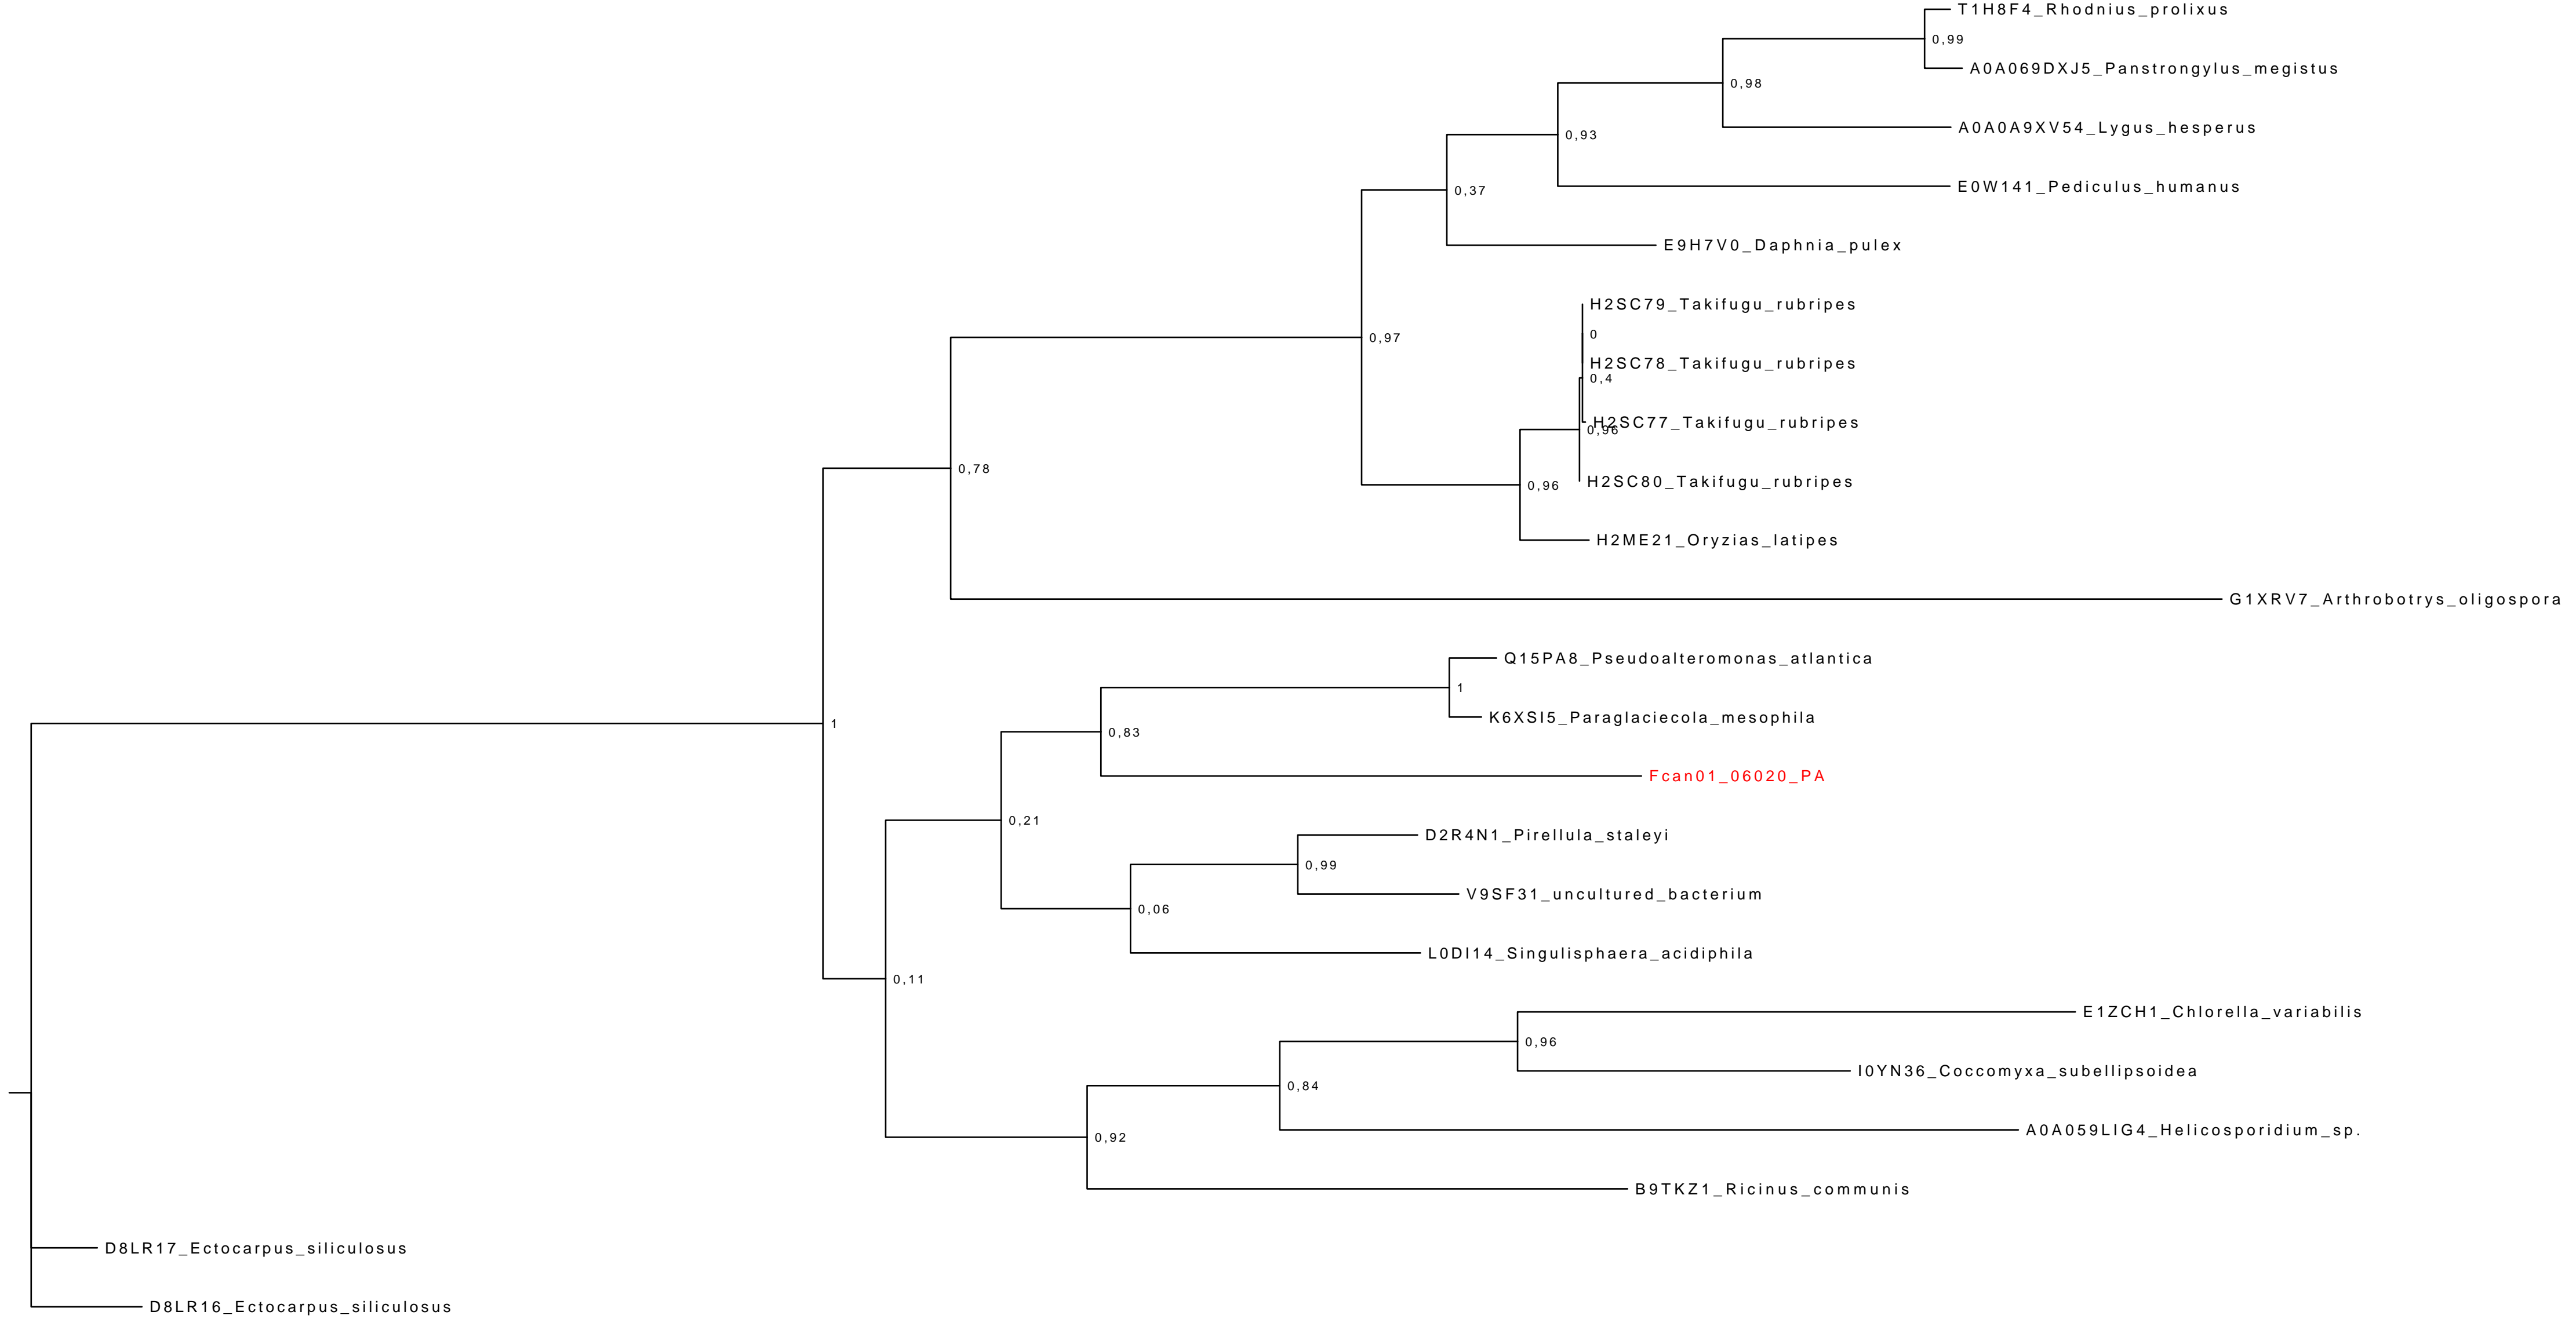 T1H8F4_Rhodnius_prolixus
0,99
A0A069DXJ5_Panstrongylus_megistus
0,98
A0A0A9XV54_Lygus_hesperus
0,93
E0W141_Pediculus_humanus
0,37
E9H7V0_Daphnia_pulex
H2SC79_Takifugu_rubripes
0
0,97
H2SC78_Takifugu_rubripes
0,4
H2SC77_Takifugu_rubripes
0,96
H2SC80_Takifugu_rubripes
0,96
H2ME21_Oryzias_latipes
0,78
G1XRV7_Arthrobotrys_oligospora
Q15PA8_Pseudoalteromonas_atlantica
1
K6XSI5_Paraglaciecola_mesophila
1
0,83
Fcan01_06020_PA
0,21
D2R4N1_Pirellula_staleyi
0,99
V9SF31_uncultured_bacterium
0,06
L0DI14_Singulisphaera_acidiphila
0,11
E1ZCH1_Chlorella_variabilis
0,96
I0YN36_Coccomyxa_subellipsoidea
0,84
A0A059LIG4_Helicosporidium_sp.
0,92
B9TKZ1_Ricinus_communis
D8LR17_Ectocarpus_siliculosus
D8LR16_Ectocarpus_siliculosus